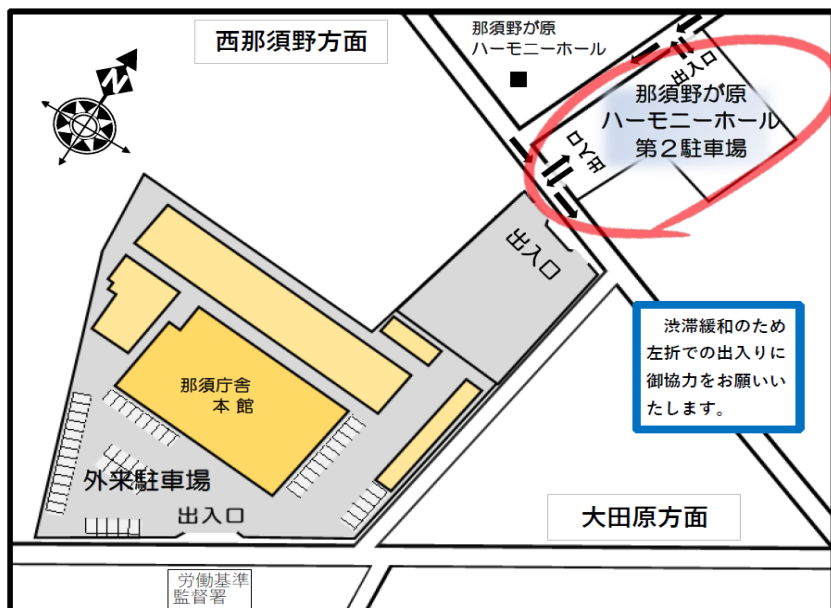 西那須野方面
那須野が原
ハーモニーホール
N
出入口
那須野が原
ハーモニーホール
第2駐車場
出入口
出入口
渋滞緩和のため
左折での出入りに
御協力をお願いい
たします。
那須庁舎
本館
外来駐車場
出入口
大田原方面
労働基準
監督署